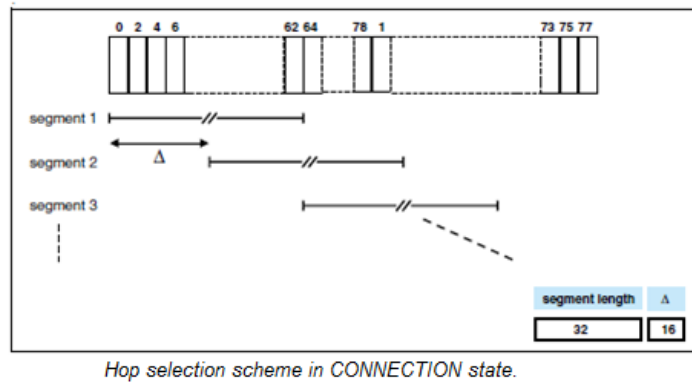 0 2 4 6 62 64 78 1 73 75 77
segment 1
Δ
segment 2
segment 3
segment length Δ
32 16
Hop selection scheme in CONNECTION state.